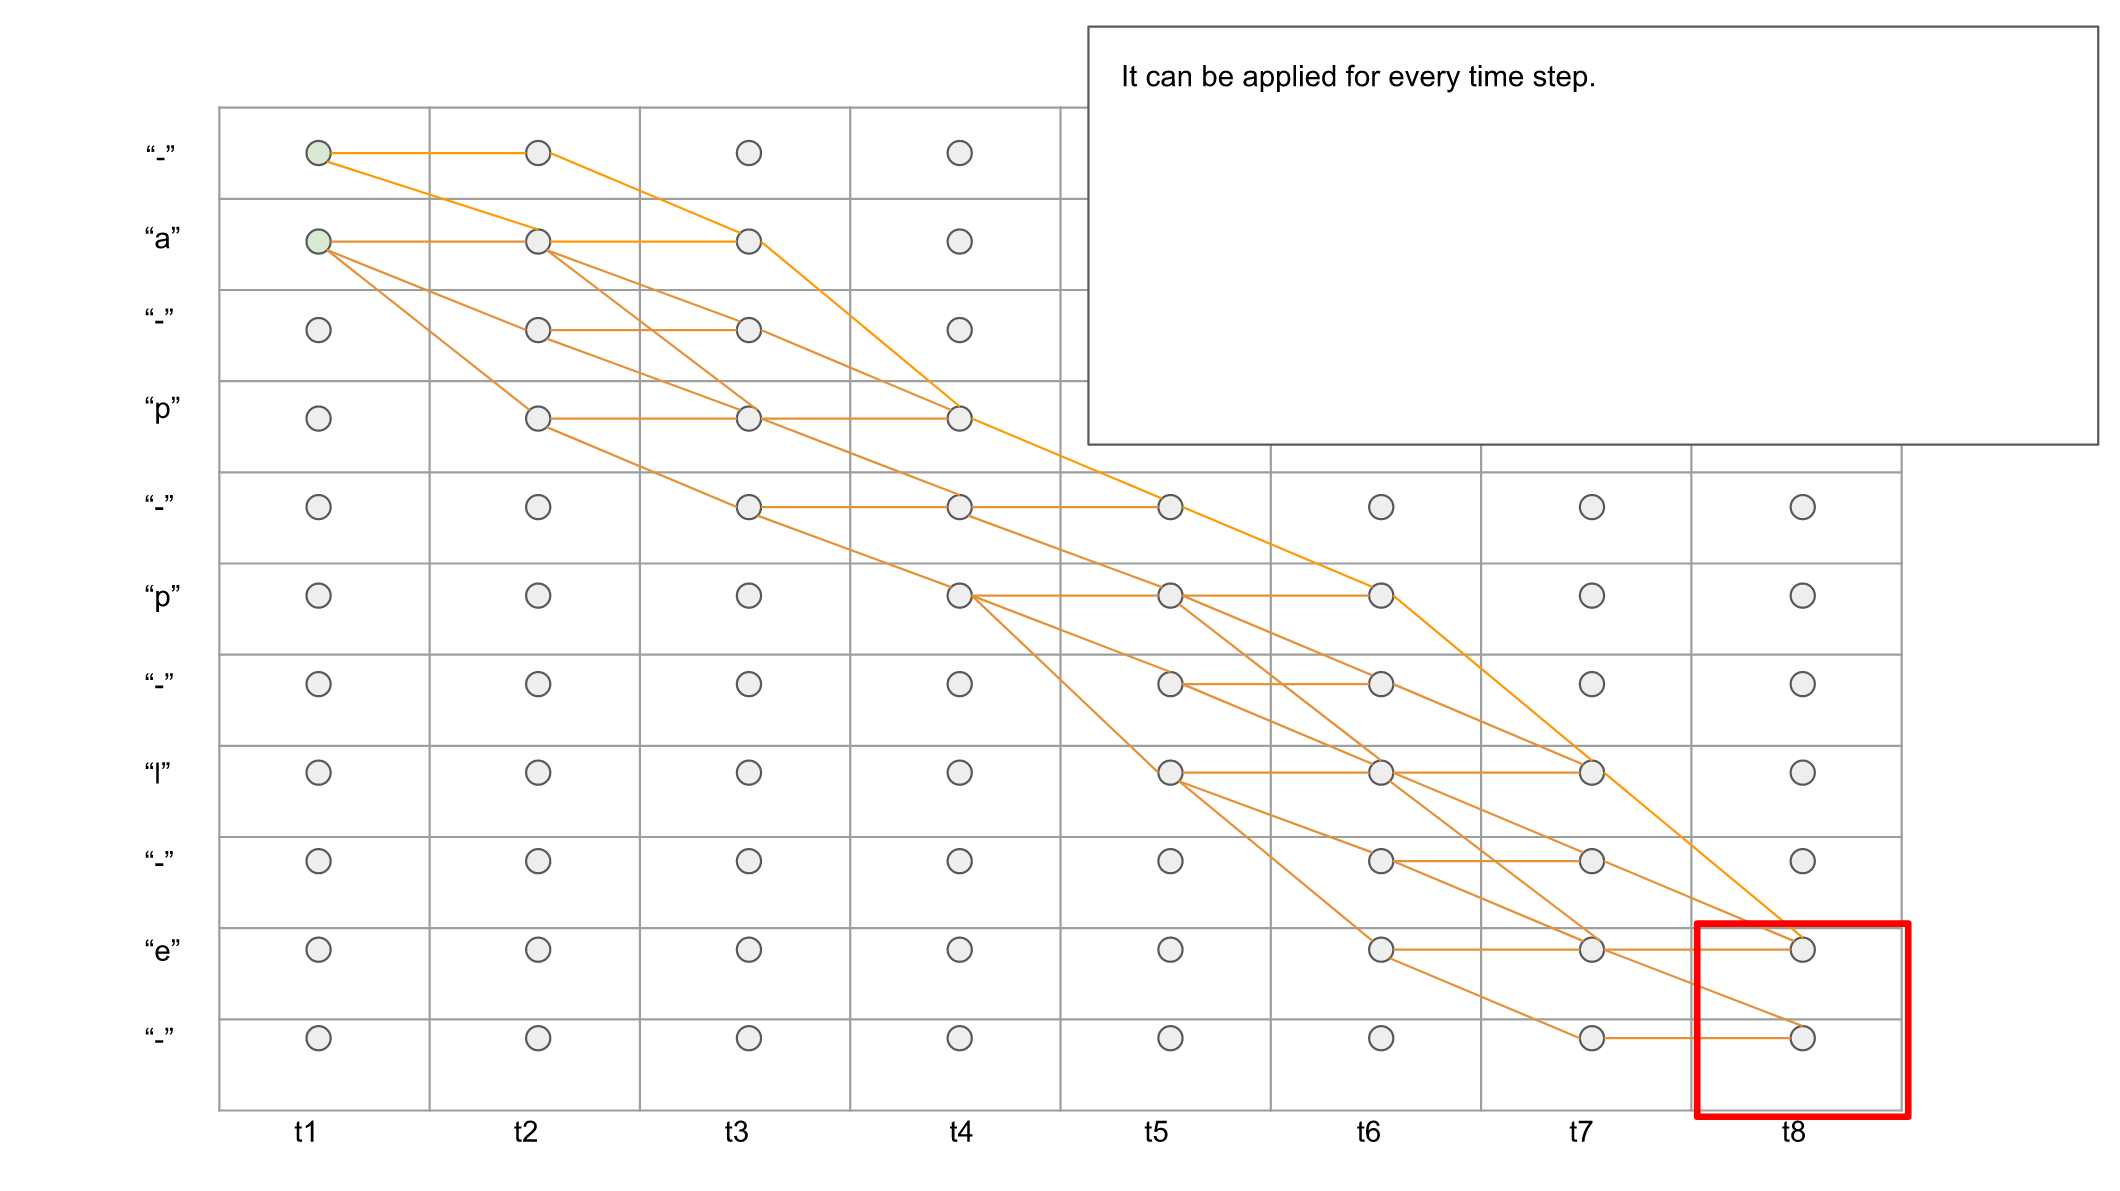 It can be applied for every time step.
“-”
“a”
“-”
“p”
“-”
“p”
“-”
“l”
“-”
“e”
“-”
t1 t2 t3 t4 t5 t6 t7 t8